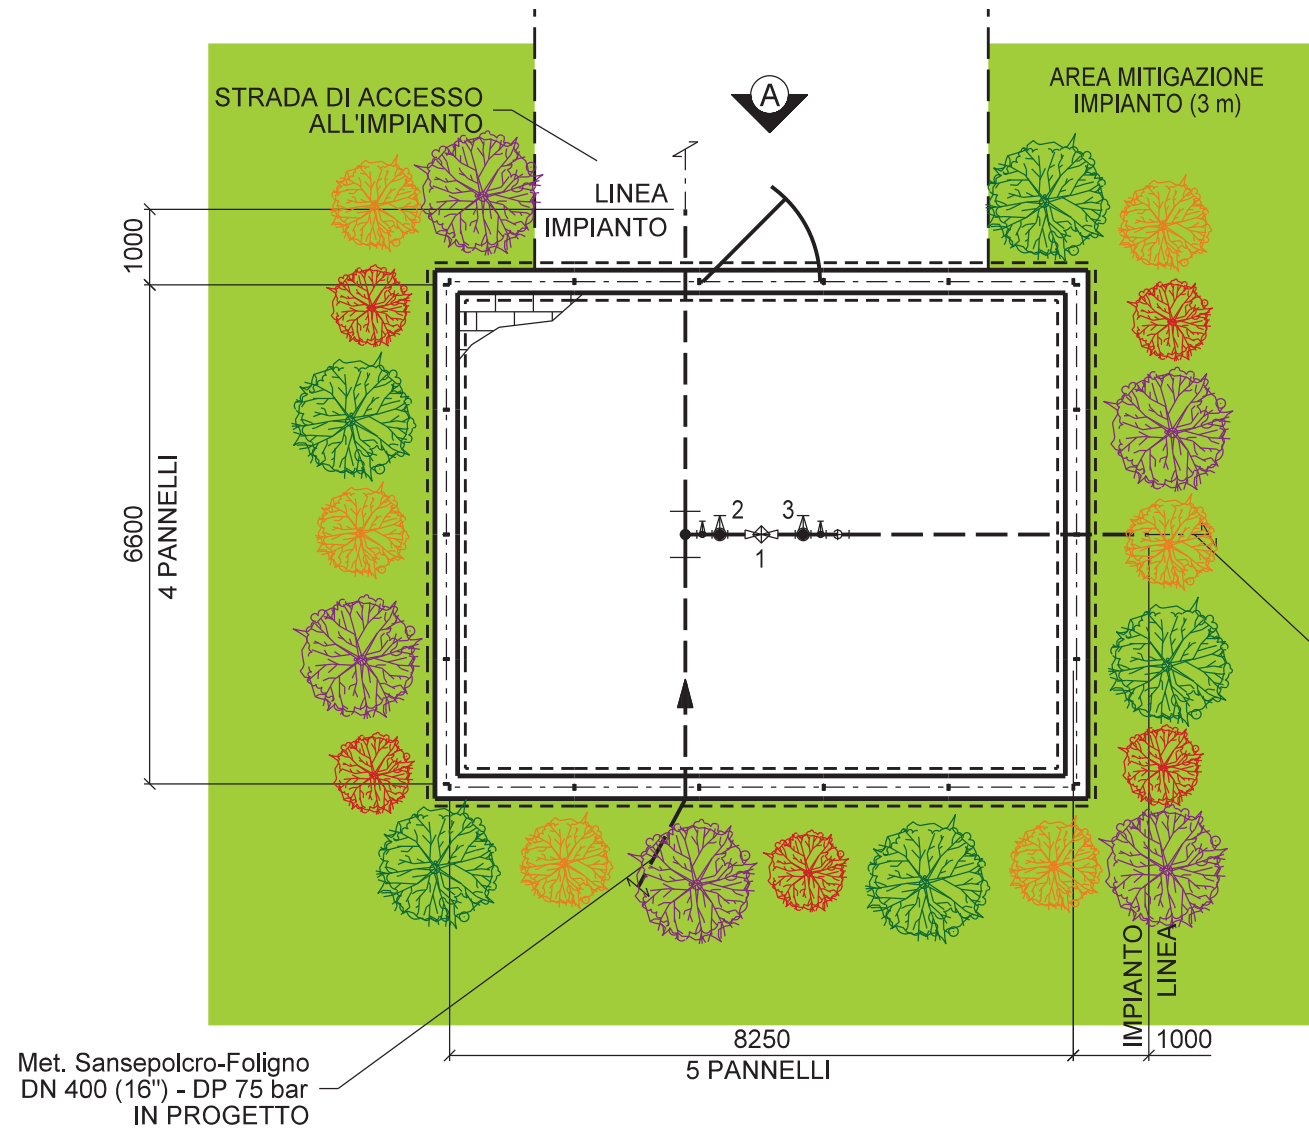 STRADA DI ACCESSO
ALL'IMPIANTO
A
AREA MITIGAZIONE
IMPIANTO (3 m)
LINEA
IMPIANTO
1000
6600
4 PANNELLI
2
3
1
IMPIANTO
LINEA
8250
5 PANNELLI
1000
Met. Sansepolcro-Foligno
DN 400 (16") - DP 75 bar
IN PROGETTO